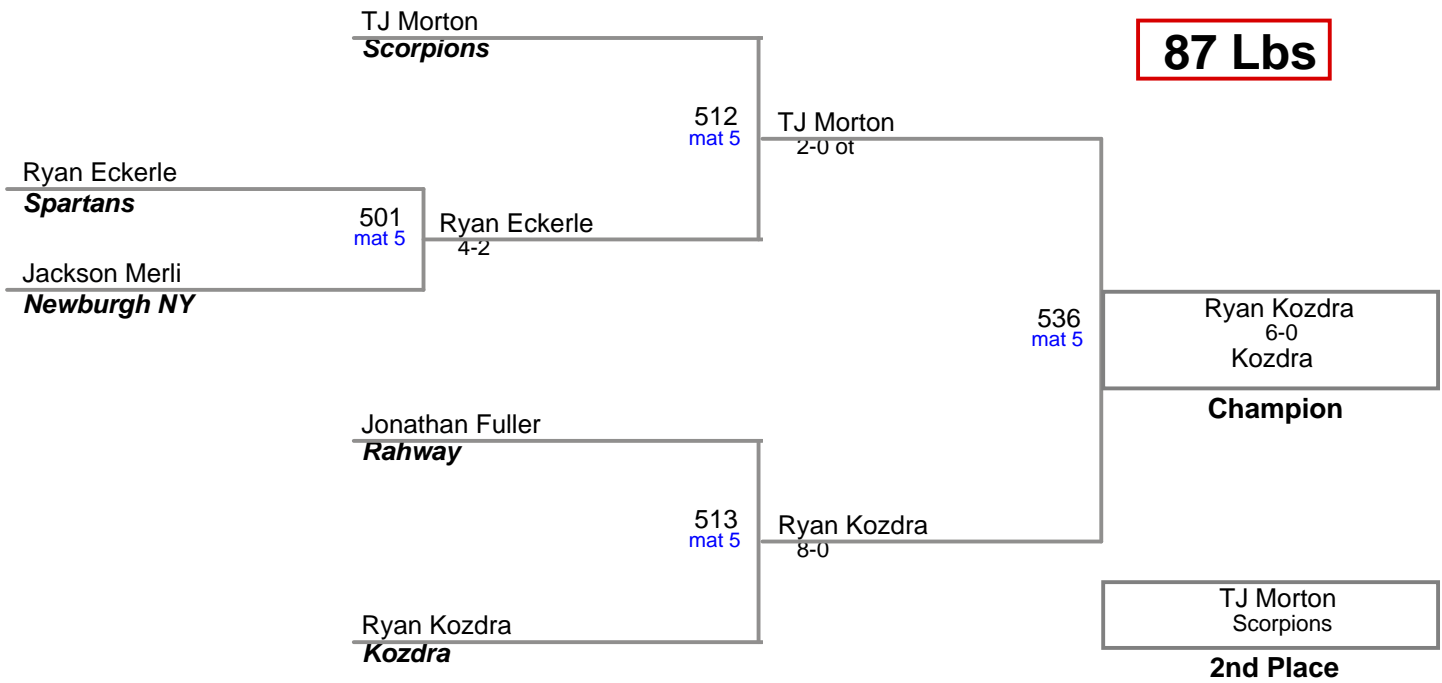 TJ Morton
Scorpions
87 Lbs
512
mat 5
TJ Morton
2-0 ot
Ryan Eckerle
Spartans
501
mat 5
Ryan Eckerle
4-2
Jackson Merli
Newburgh NY
536
mat 5
Ryan Kozdra
6-0
Kozdra
Champion
Jonathan Fuller
Rahway
513
mat 5
Ryan Kozdra
8-0
Ryan Kozdra
Kozdra
TJ Morton
Scorpions
2nd Place